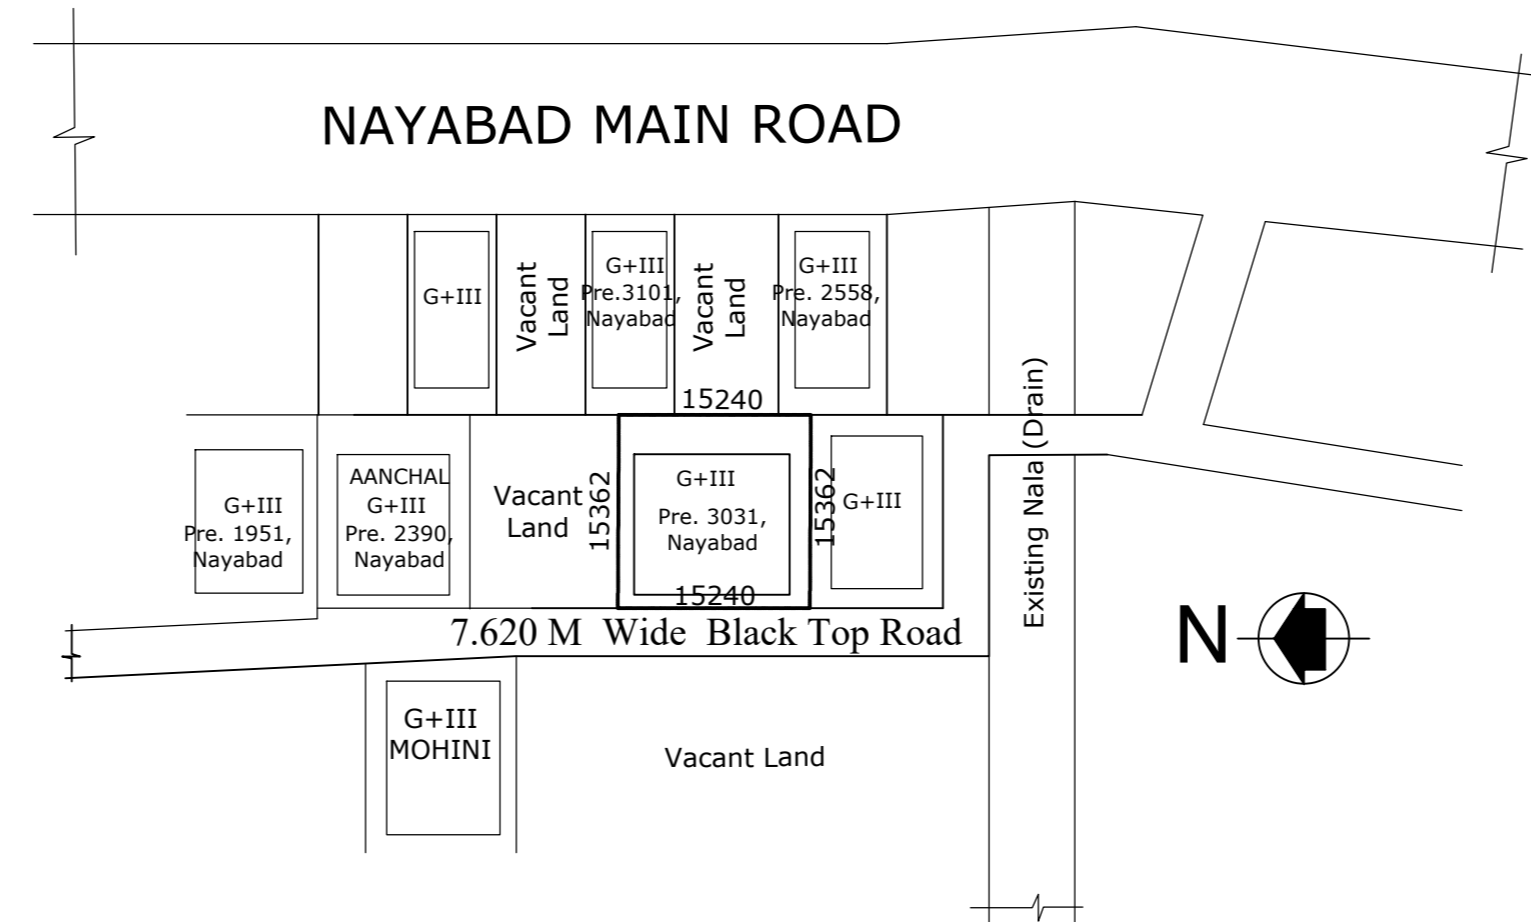 NAYABAD MAIN ROAD
G+III
Vacant
Land
G+III
Pre.3101,
Nayabad
Vacant
Land
G+III
Pre. 2558,
Nayabad
15240
G+III
Pre. 1951,
Nayabad
AANCHAL
G+III
Pre. 2390,
Nayabad
Vacant
Land
15362
G+III
Pre. 3031,
Nayabad
15240
15362
G+III
Existing Nala (Drain)
7.620 M Wide Black Top Road
N
G+III
MOHINI
Vacant Land